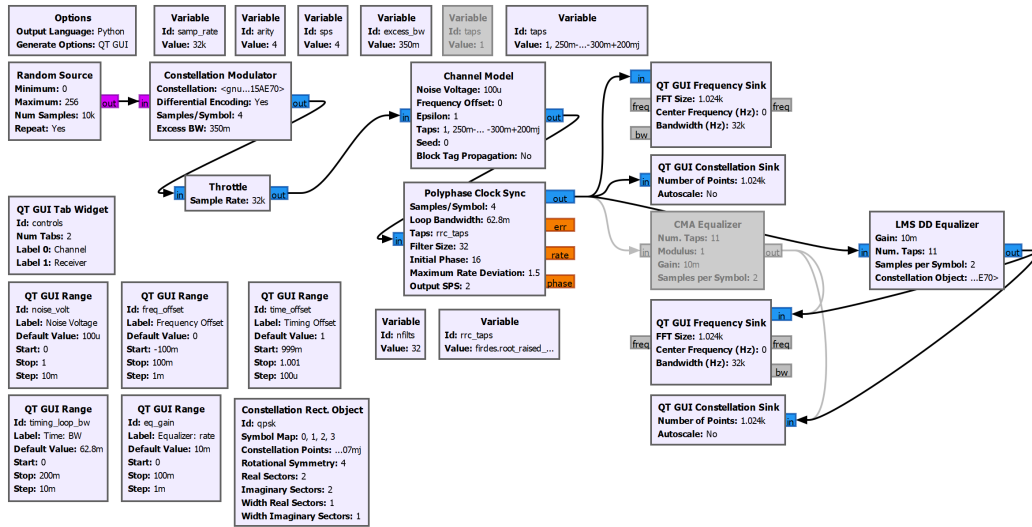 Options
Output Language: Python
Generate Options: QT GUI
Variable
Id: samp_rate
Value: 32k
Variable
Id: arity
Value: 4
Variable
Id: sps
Value: 4
Variable
Id: excess_bw
Value: 350m
Variable
Id: taps
Value: 1
Variable
Id: taps
Value: 1, 250m-...-300m+200mj
Random Source
Minimum: 0
Maximum: 256
Num Samples: 10k
Repeat: Yes
out
in
Constellation Modulator
Constellation: <gnu...15AE70>
Differential Encoding: Yes
Samples/Symbol: 4
Excess BW: 350m
out
in
Channel Model
Noise Voltage: 100u
Frequency Offset: 0
Epsilon: 1
Taps: 1, 250m-... -300m+200mj
Seed: 0
Block Tag Propagation: No
out
in
freq
bw
QT GUI Frequency Sink
FFT Size: 1.024k
Center Frequency (Hz): 0
Bandwidth (Hz): 32k
freq
in
Throttle
Sample Rate: 32k
out
in
Polyphase Clock Sync
Samples/Symbol: 4
Loop Bandwidth: 62.8m
Taps: rrc_taps
Filter Size: 32
Initial Phase: 16
Maximum Rate Deviation: 1.5
Output SPS: 2
out
err
rate
phase
in
QT GUI Constellation Sink
Number of Points: 1.024k
Autoscale: No
in
CMA Equalizer
Num. Taps: 11
Modulus: 1
Gain: 10m
Samples per Symbol: 2
out
in
LMS DD Equalizer
Gain: 10m
Num. Taps: 11
Samples per Symbol: 2
Constellation Object: ...E70>
out
QT GUI Tab Widget
Id: controls
Num Tabs: 2
Label 0: Channel
Label 1: Receiver
QT GUI Range
Id: noise_volt
Label: Noise Voltage
Default Value: 100u
Start: 0
Stop: 1
Step: 10m
QT GUI Range
Id: freq_offset
Label: Frequency Offset
Default Value: 0
Start: -100m
Stop: 100m
Step: 1m
QT GUI Range
Id: time_offset
Label: Timing Offset
Default Value: 1
Start: 999m
Stop: 1.001
Step: 100u
Variable
Id: nfilts
Value: 32
Variable
Id: rrc_taps
Value: firdes.root_raised_...
freq
QT GUI Frequency Sink
FFT Size: 1.024k
Center Frequency (Hz): 0
Bandwidth (Hz): 32k
in
freq
bw
QT GUI Range
Id: timing_loop_bw
Label: Time: BW
Default Value: 62.8m
Start: 0
Stop: 200m
Step: 10m
QT GUI Range
Id: eq_gain
Label: Equalizer: rate
Default Value: 10m
Start: 0
Stop: 100m
Step: 1m
Constellation Rect. Object
Id: qpsk
Symbol Map: 0, 1, 2, 3
Constellation Points: ...07mj
Rotational Symmetry: 4
Real Sectors: 2
Imaginary Sectors: 2
Width Real Sectors: 1
Width Imaginary Sectors: 1
QT GUI Constellation Sink
Number of Points: 1.024k
Autoscale: No
in